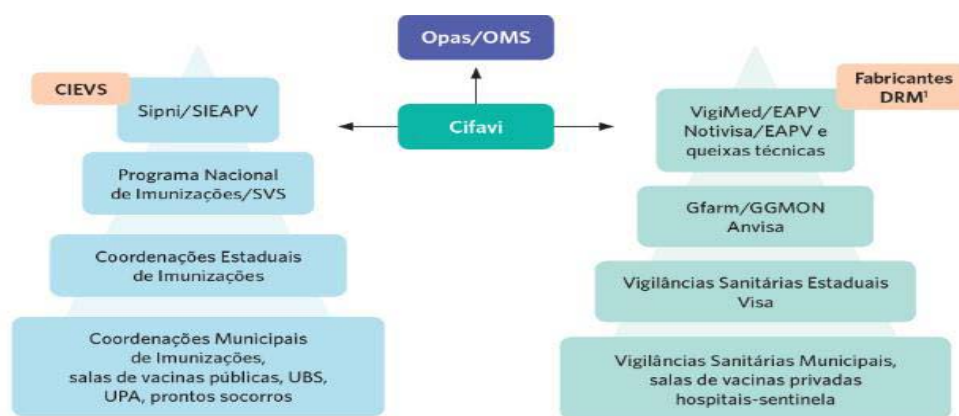 Opas/OMS
CIEVS
Sipni/SIEAPV
Cifavi
Fabricantes
DRM¹
VigiMed/EAPV
Notivisa/EAPV e
queixas técnicas
Programa Nacional
de Imunizações/SVS
Gfarm/GGMON
Anvisa
Coordenações Estaduais
de Imunizações
Vigilâncias Sanitárias Estaduais
Visa
Coordenações Municipais
de Imunizações,
salas de vacinas públicas, UBS,
UPA, prontos socorros
Vigilâncias Sanitárias Municipais,
salas de vacinas privadas
hospitais-sentinela